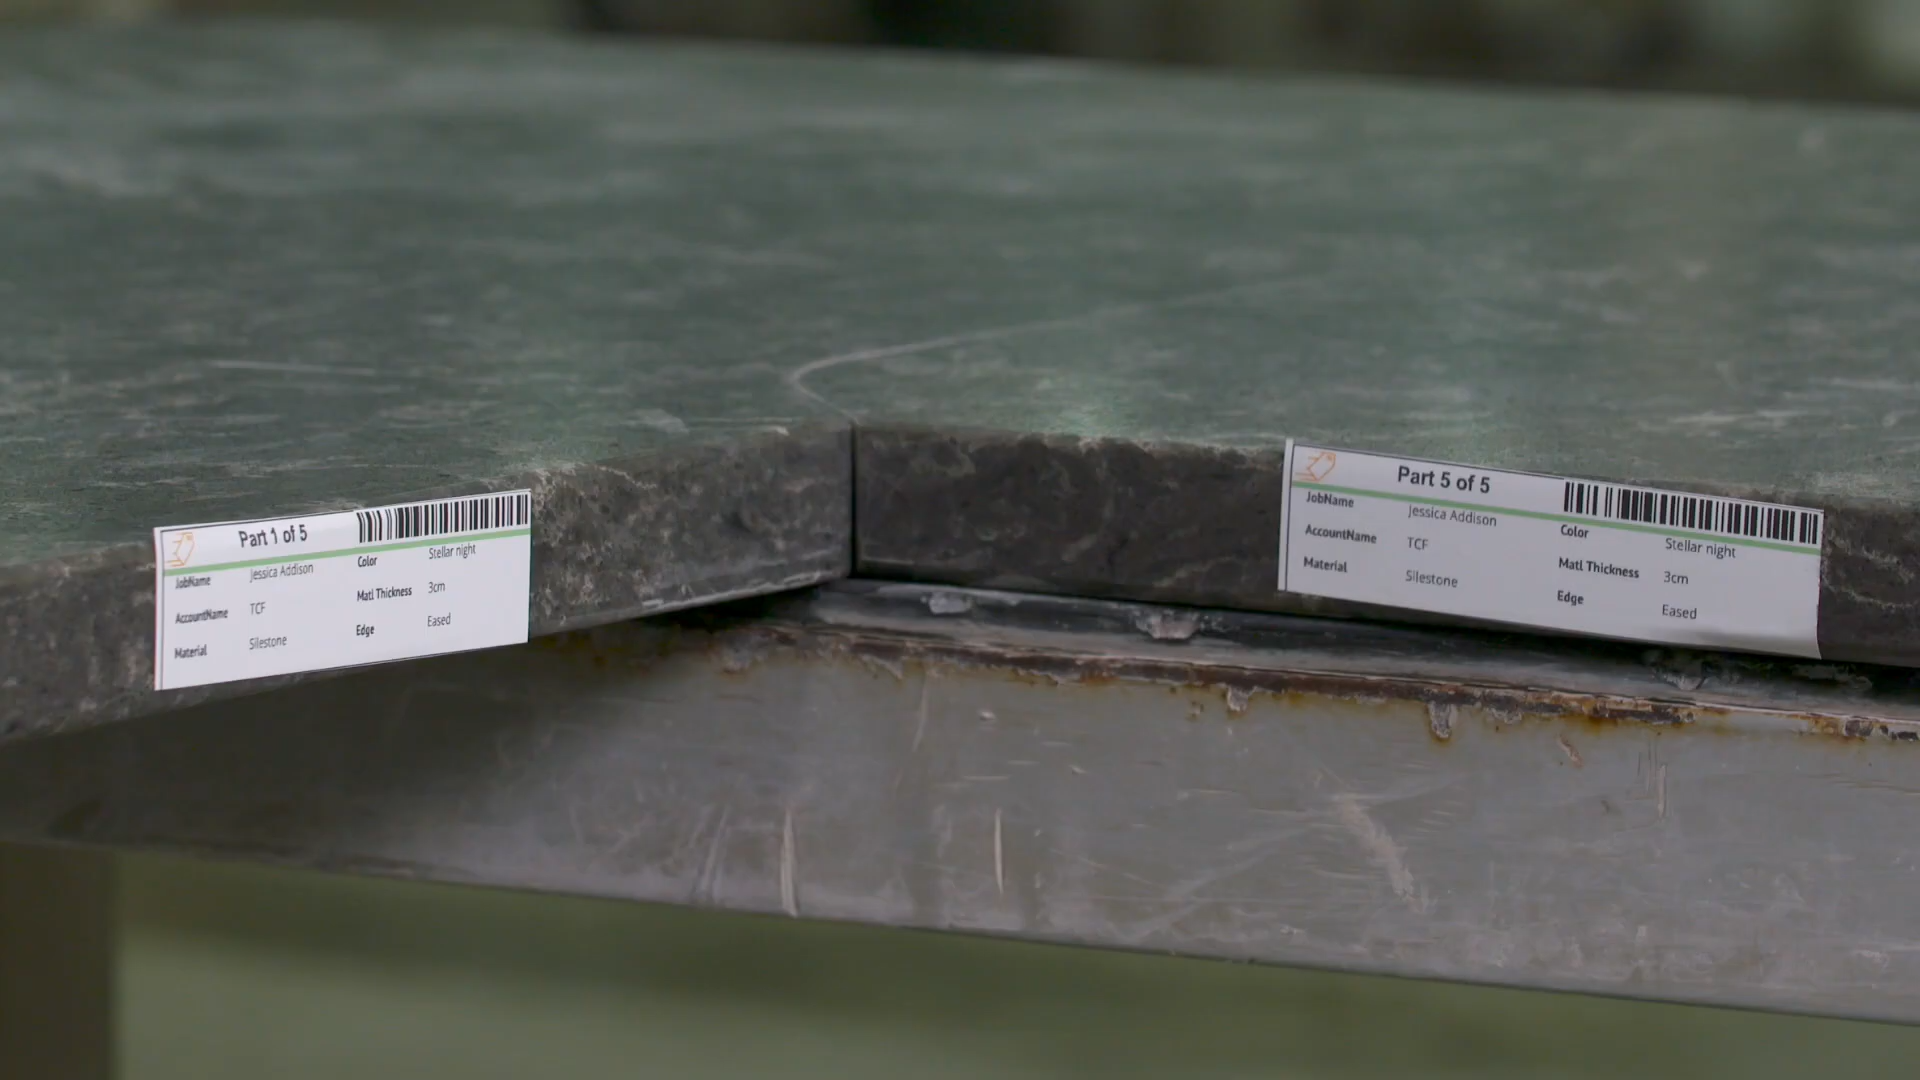 Part 1 of 5
JobName Jessica Addison
AccountName TCF
Material Silestone
Color Stellar night
Matl Thickness 3cm
Edge Eased
Part 5 of 5
JobName Jessica Addison
AccountName TCF
Material Silestone
Color Stellar night
Matl Thickness 3cm
Edge Eased